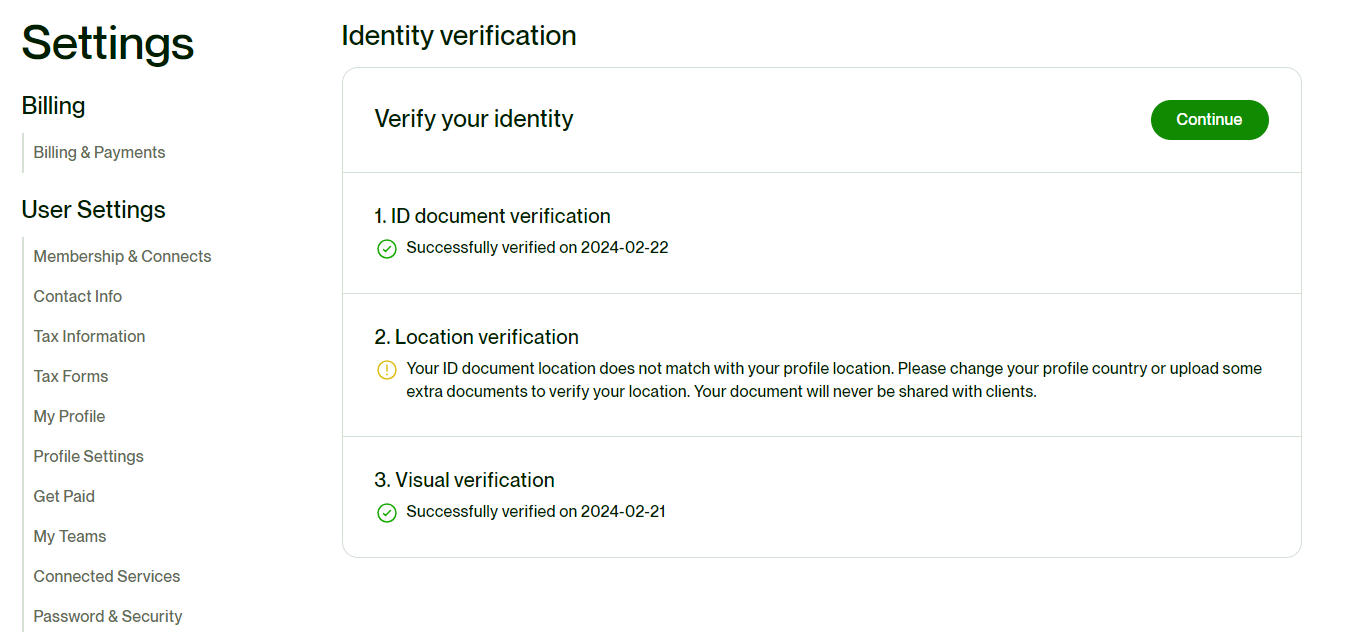 Settings
Billing
Billing & Payments
User Settings
Membership & Connects
Contact Info
Tax Information
Tax Forms
My Profile
Profile Settings
Get Paid
My Teams
Connected Services
Password & Security
Identity verification
Verify your identity
Continue
1. ID document verification
Successfully verified on 2024-02-22
2. Location verification
Your ID document location does not match with your profile location. Please change your profile country or upload some
extra documents to verify your location. Your document will never be shared with clients.
3. Visual verification
Successfully verified on 2024-02-21